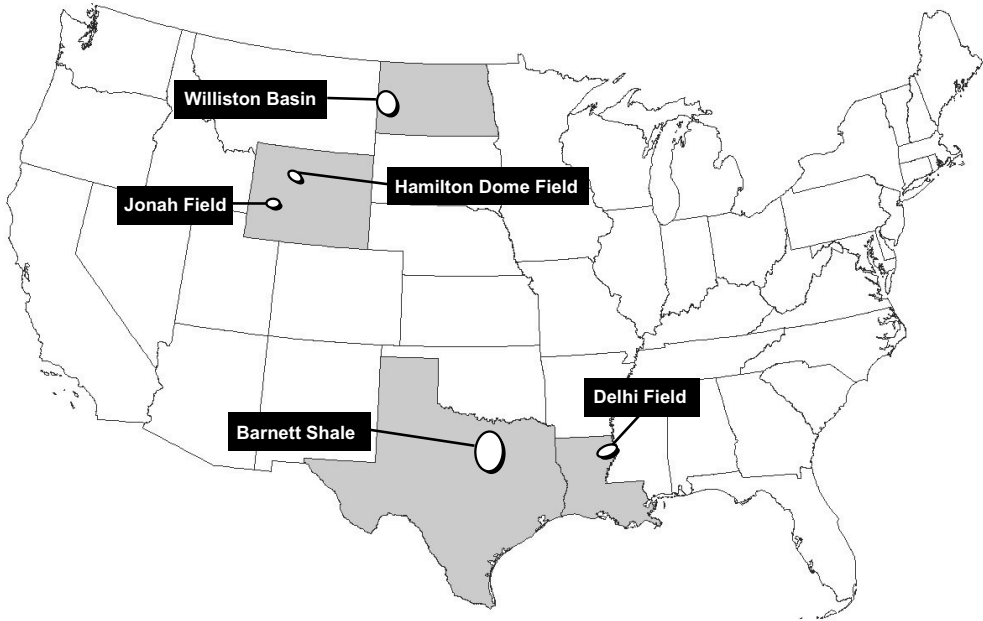 Williston Basin
Hamilton Dome Field
Jonah Field
Delhi Field
Barnett Shale